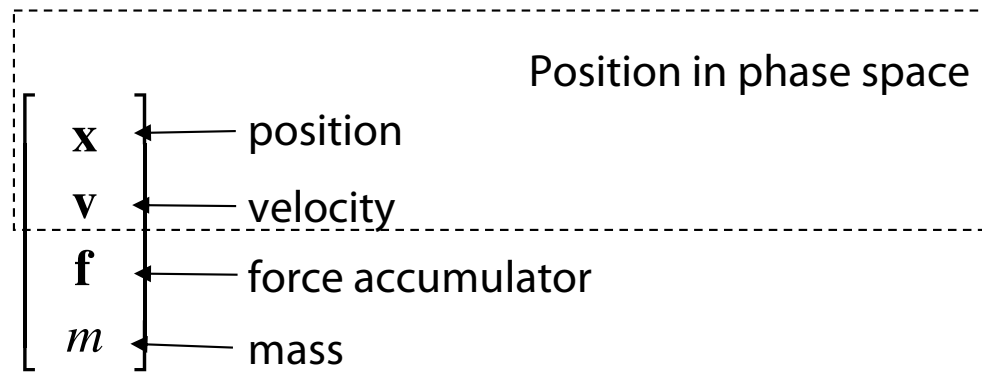 Position in phase space
x position
v velocity
f force accumulator
m mass